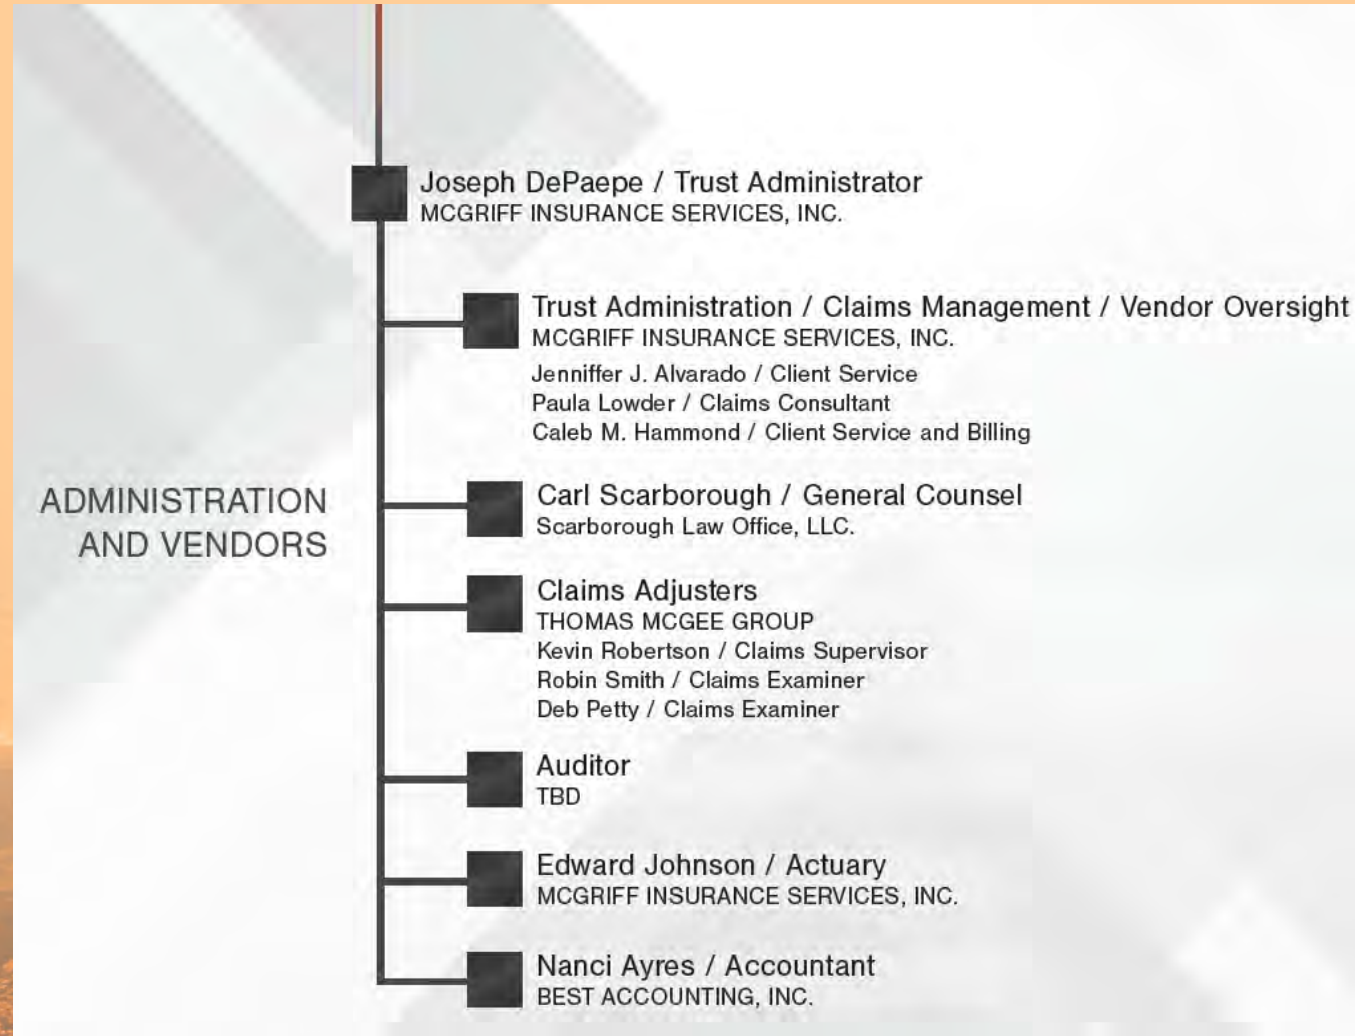 Joseph DePaepe / Trust Administrator
MCGRIFF INSURANCE SERVICES, INC.
Trust Administration / Claims Management / Vendor Oversight
MCGRIFF INSURANCE SERVICES, INC.
Jenniffer J. Alvarado / Client Service
Paula Lowder / Claims Consultant
Caleb M. Hammond / Client Service and Billing
ADMINISTRATION
AND VENDORS
Carl Scarborough / General Counsel
Scarborough Law Office, LLC.
Claims Adjusters
THOMAS MCGEE GROUP
Kevin Robertson / Claims Supervisor
Robin Smith / Claims Examiner
Deb Petty / Claims Examiner
Auditor
TBD
Edward Johnson / Actuary
MCGRIFF INSURANCE SERVICES, INC.
Nanci Ayres / Accountant
BEST ACCOUNTING, INC.